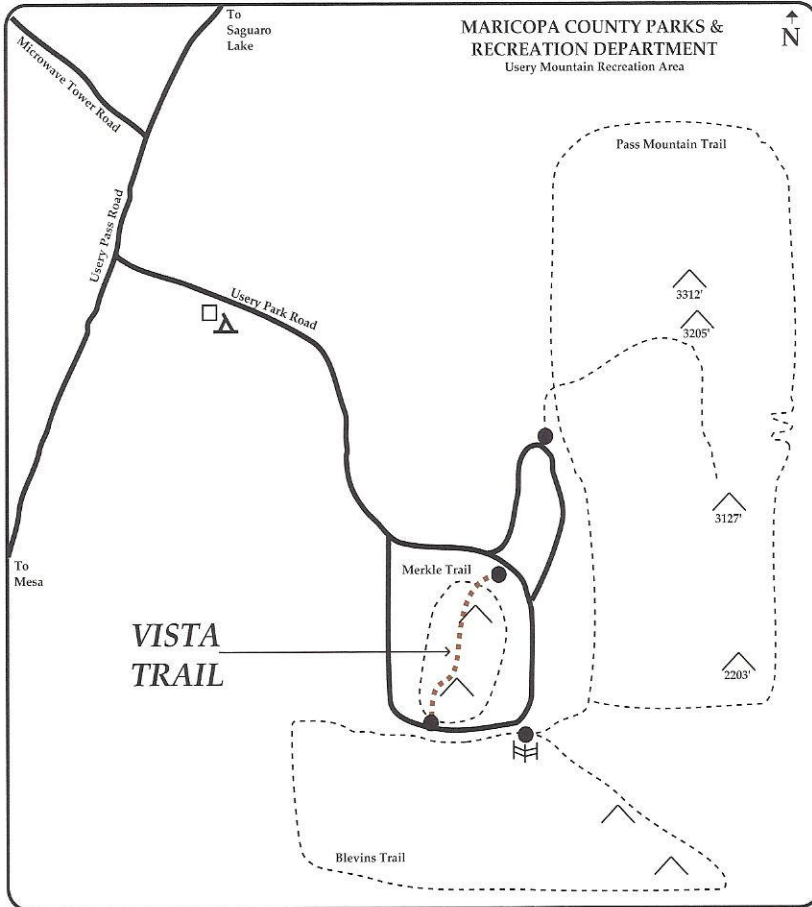 To
Saguaro
Lake
MARICOPA COUNTY PARKS &
RECREATION DEPARTMENT
Usery Mountain Recreation Area
N
Microwave Tower Road
Pass Mountain Trail
Usery Pass Road
3312'
Usery Park Road
3205'
3127'
To
Mesa
Merkle Trail
VISTA
TRAIL
2203'
Blevins Trail